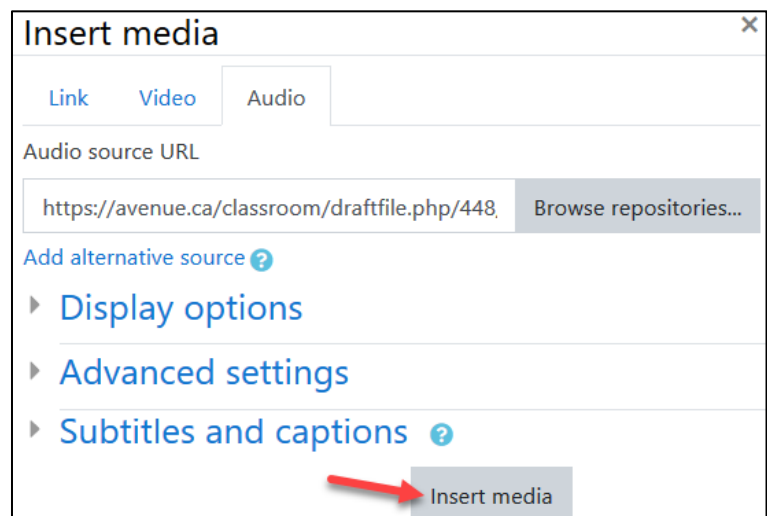 Insert media
Link Video Audio
Audio source URL
https://avenue.ca/classroom/draftfile.php/448, Browse repositories...
Add alternative source ?
Display options
Advanced settings
Subtitles and captions ?
Insert media